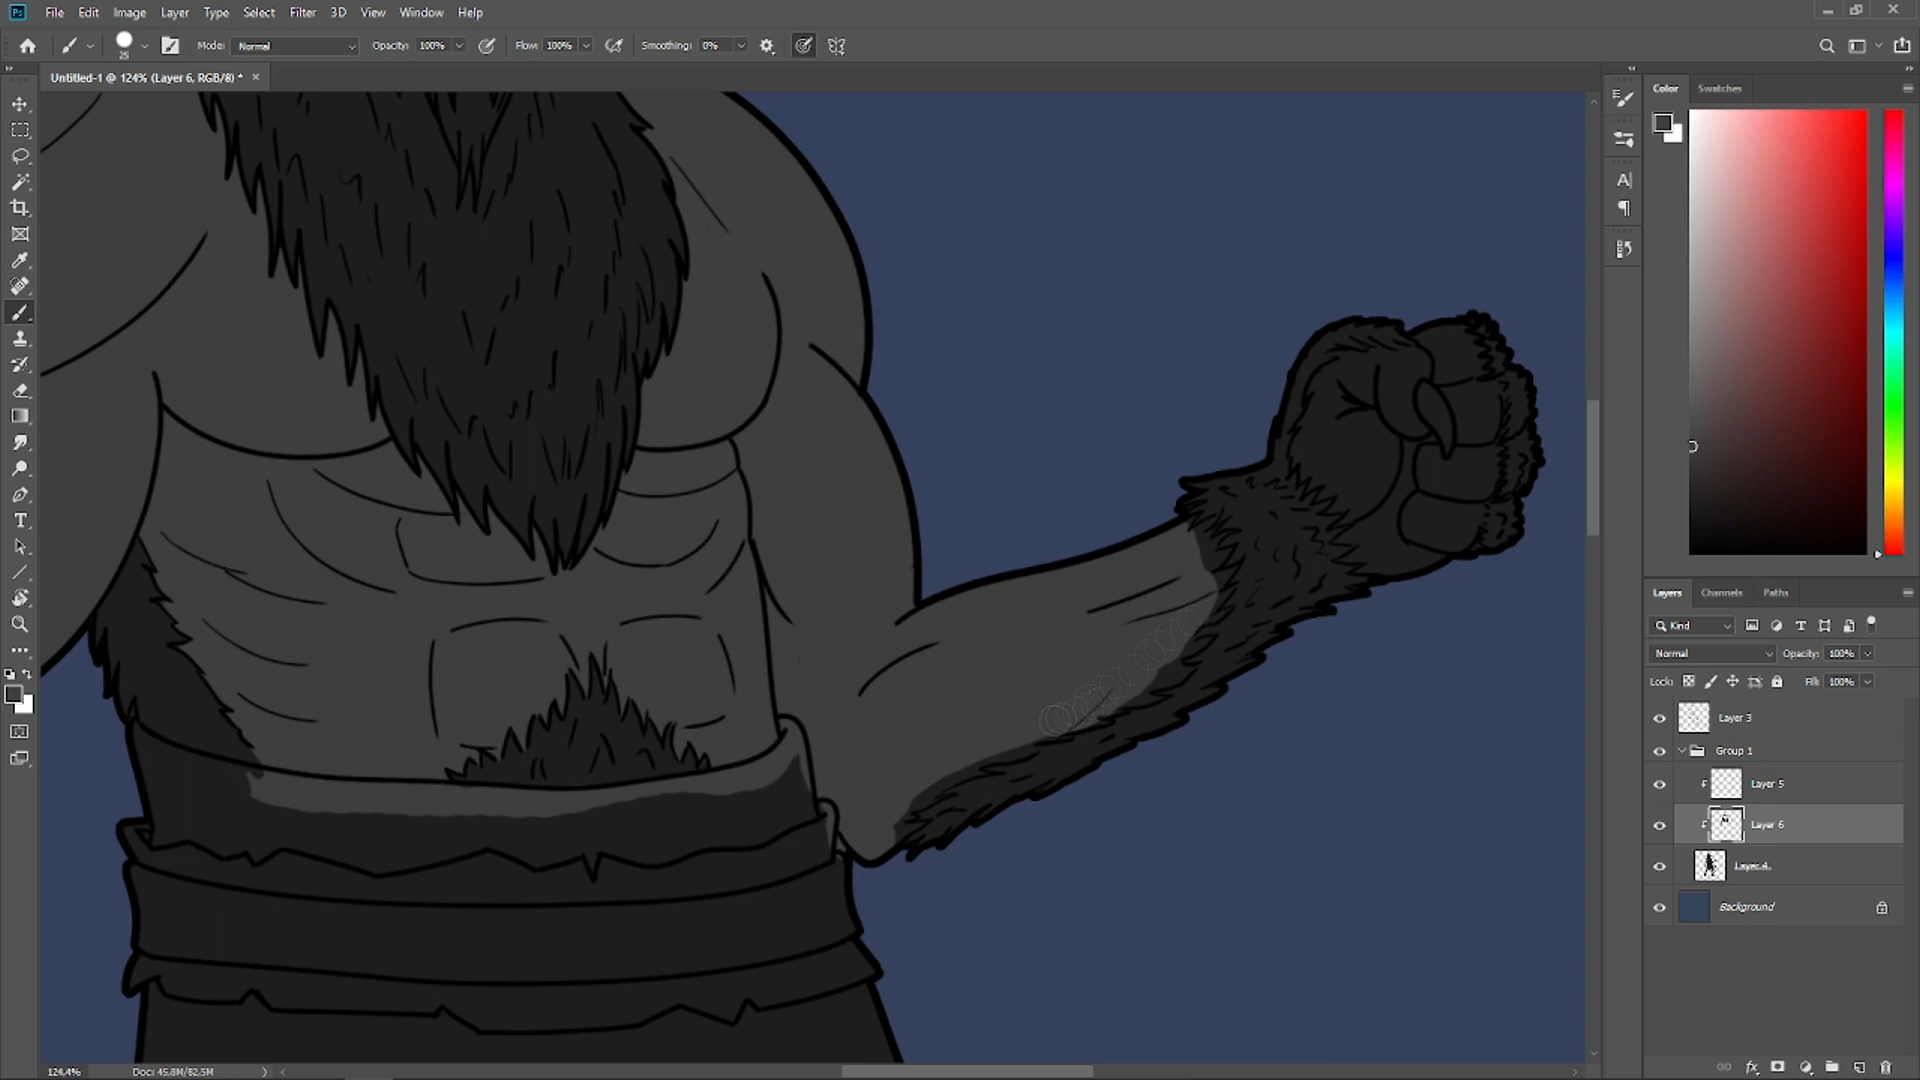 Ps File Edit Image Layer Type Select Filter 3D View Window Help
25 Mode: Normal Opacity: 100% Flow: 100% Smoothing: 0%
Untitled-1 @ 124% (Layer 6, RGB/8) *
Color Swatches
Layers Channels Paths
Kind
Normal Opacity: 100%
Lock: Fill: 100%
Layer 3
Group 1
Layer 5
Layer 6
Layer 4
Background
124,4% Doc: 45,8M/82,5M